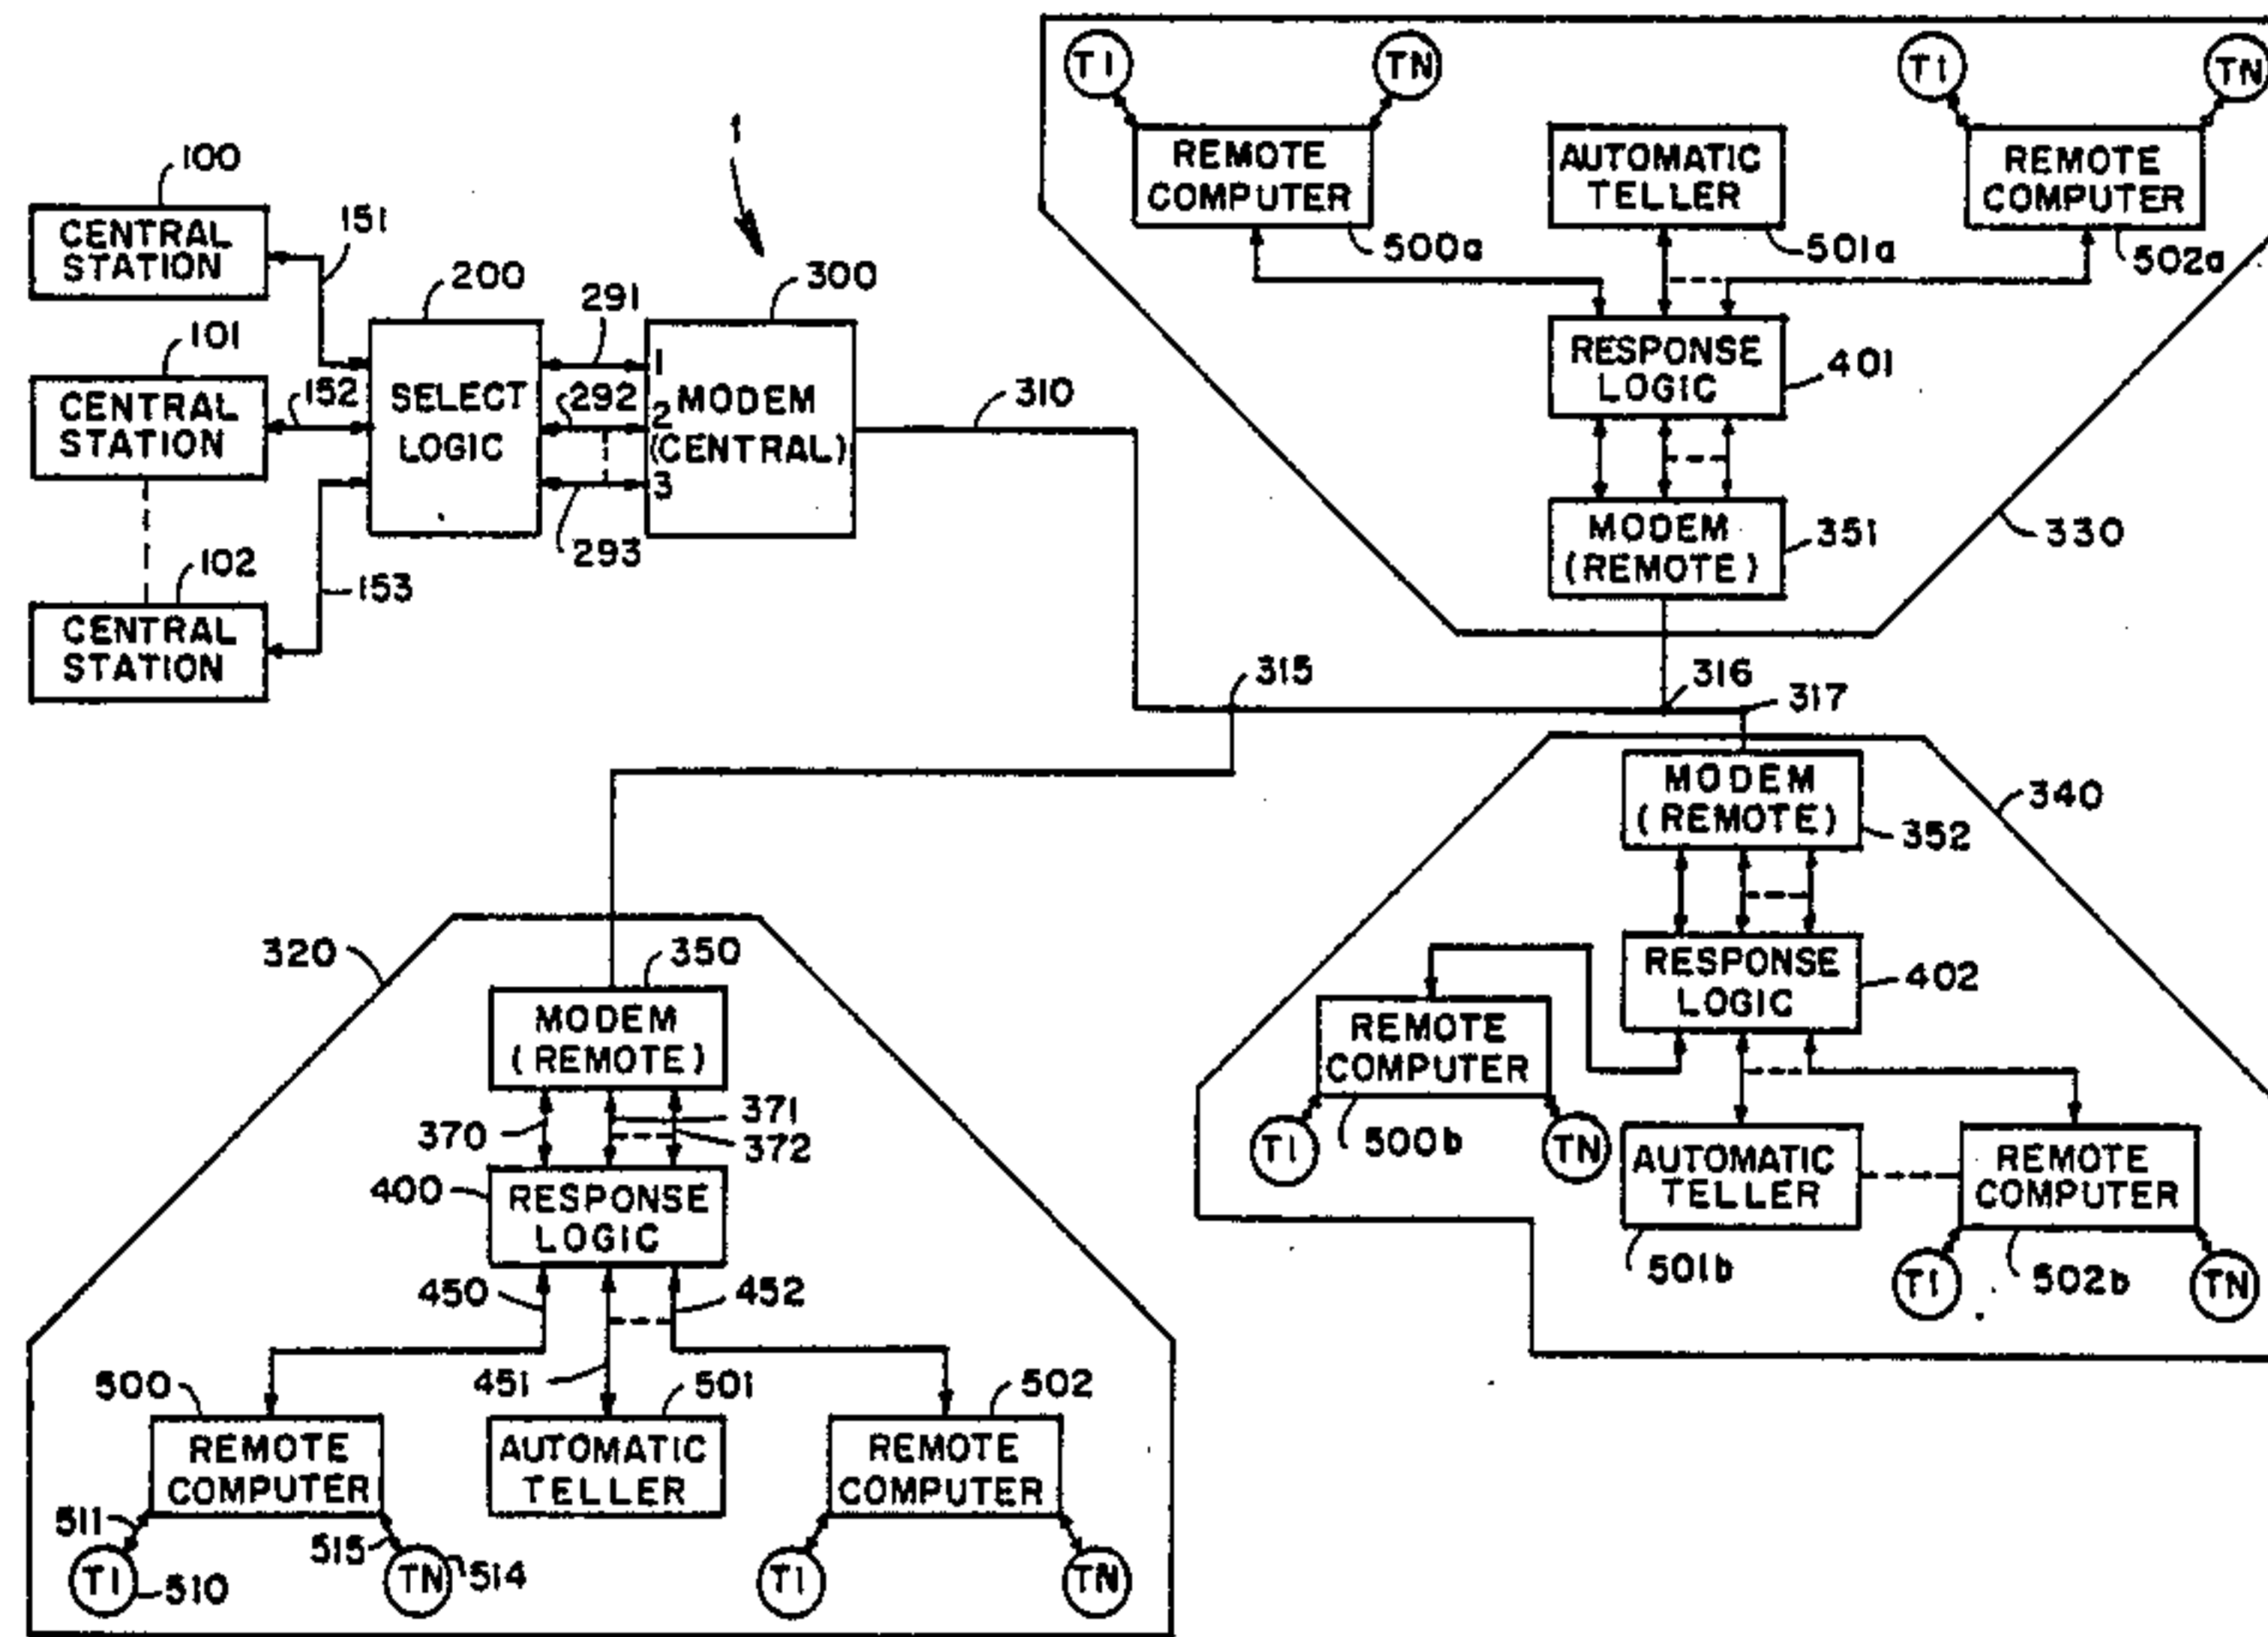 1
100
CENTRAL
STATION
151
101
CENTRAL
STATION
152
102
CENTRAL
STATION
153
200
SELECT
LOGIC
291
292
293
300
1
2
3
MODEM
(CENTRAL)
310
315
316
317
T1
TN
REMOTE
COMPUTER
500a
AUTOMATIC
TELLER
501a
T1
TN
REMOTE
COMPUTER
502a
RESPONSE
LOGIC
401
MODEM
(REMOTE)
351
330
340
MODEM
(REMOTE)
352
RESPONSE
LOGIC
402
REMOTE
COMPUTER
500b
T1
TN
AUTOMATIC
TELLER
501b
REMOTE
COMPUTER
502b
T1
TN
320
350
MODEM
(REMOTE)
370
371
372
400
RESPONSE
LOGIC
450
452
451
500
REMOTE
COMPUTER
501
AUTOMATIC
TELLER
502
REMOTE
COMPUTER
511
T1
510
515
TN
514
T1
TN